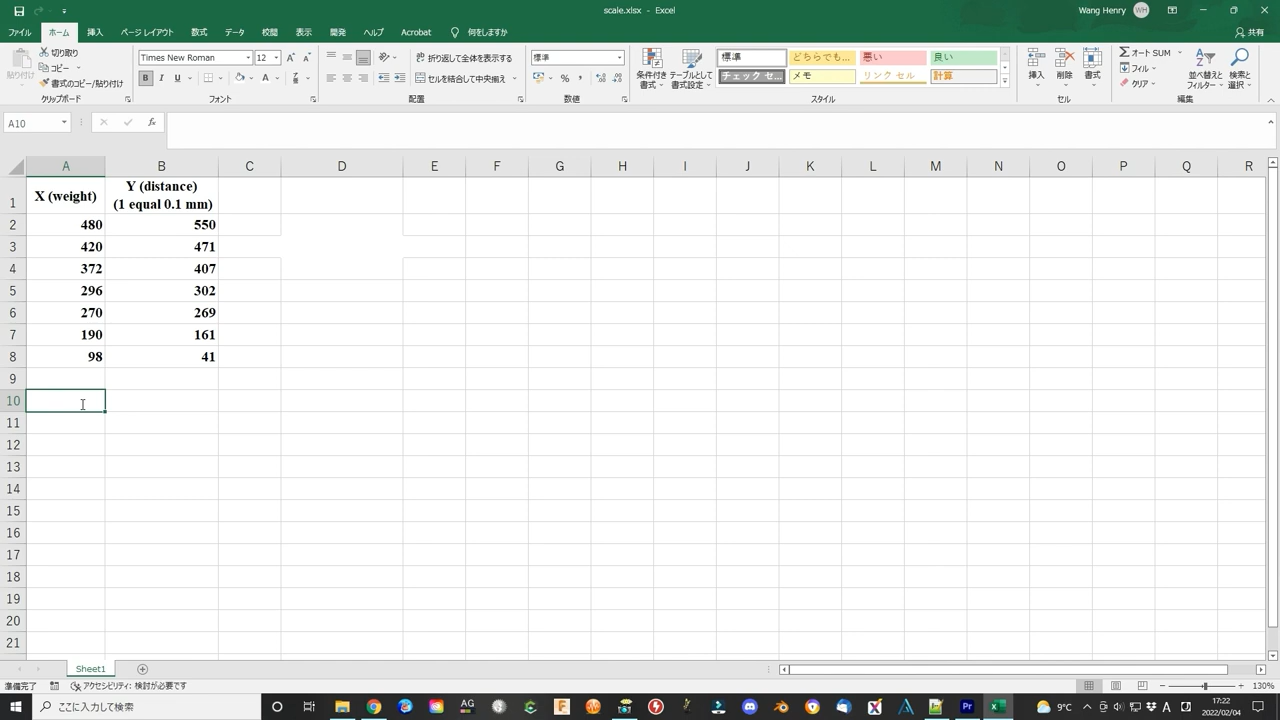 scale.xlsx - Excel
Wang Henry WH
ファイル ホーム 挿入 ページ レイアウト 数式 データ 校閲 表示 開発 ヘルプ Acrobat 何をしますか 共有
貼り付け
切り取り
コピー
書式のコピー/貼り付け
クリップボード
Times New Roman 12
B I U
フォント
折り返して全体を表示する
セルを結合して中央揃え
配置
標準
%
数値
条件付き書式
テーブルとして書式設定
標準 どちらでも... 悪い 良い
チェック セ... メモ リンク セル 計算
スタイル
挿入 削除 書式
セル
オート SUM
フィル
クリア
並べ替えと フィルター
検索と 選択
編集
A10 fx
A B C D E F G H I J K L M N O P Q R
1 X (weight) Y (distance)
(1 equal 0.1 mm)
2 480 550
3 420 471
4 372 407
5 296 302
6 270 269
7 190 161
8 98 41
9
10
11
12
13
14
15
16
17
18
19
20
21
Sheet1
準備完了 アクセシビリティ: 検討が必要です 130%
ここに入力して検索
9°C
17:22
2022/02/04